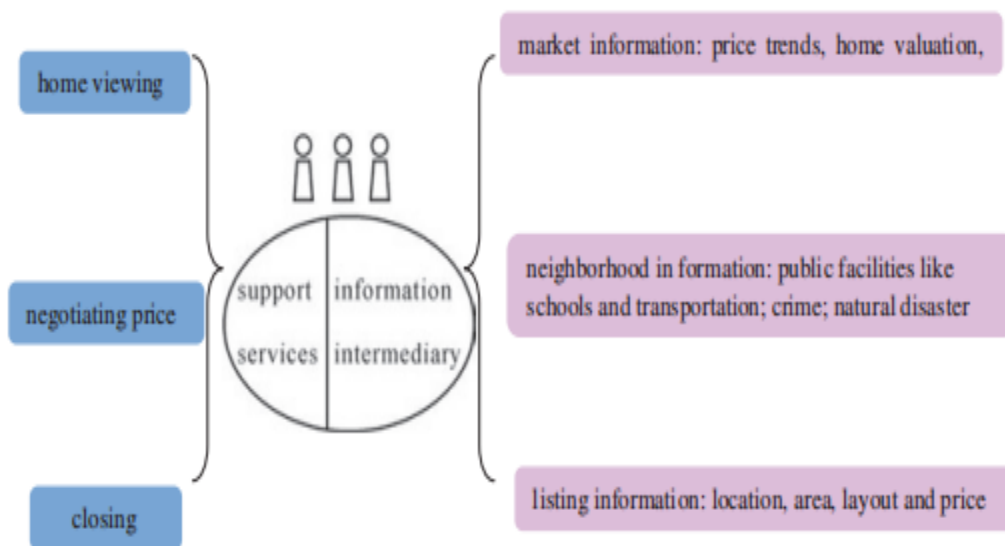 home viewing
negotiating price
closing
support
services
information
intermediary
market information: price trends, home valuation,
neighborhood in formation: public facilities like
schools and transportation; crime; natural disaster
listing information: location, area, layout and price